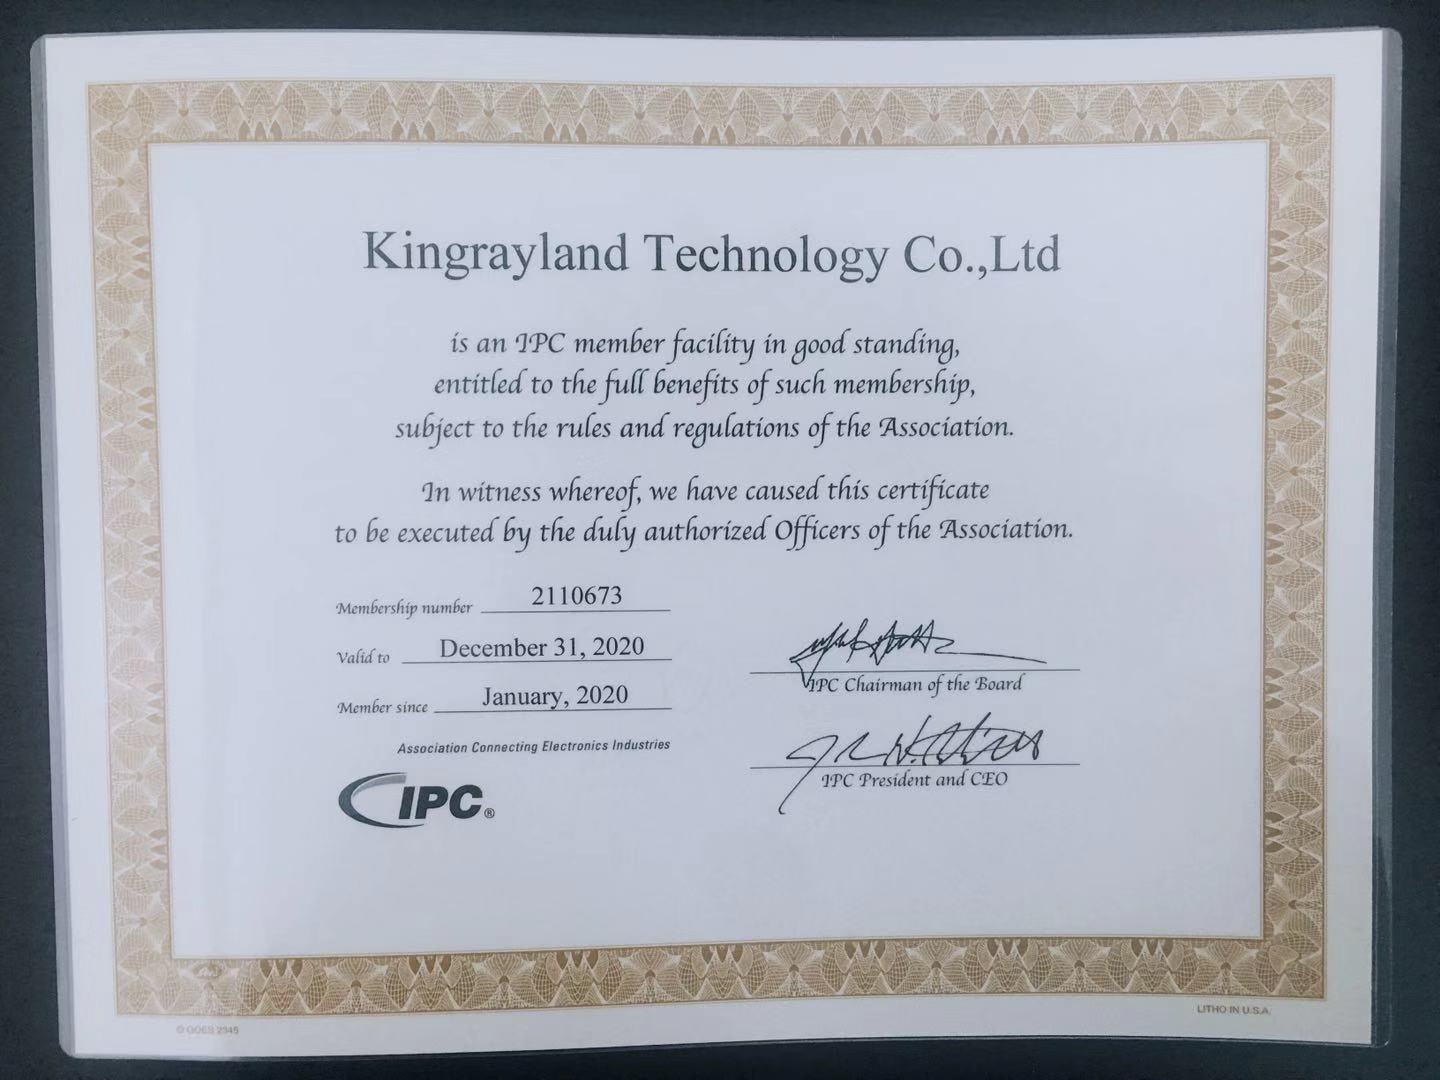 Kingrayland Technology Co.,Ltd
is an IPC member facility in good standing,
entitled to the full benefits of such membership,
subject to the rules and regulations of the Association.
In witness whereof, we have caused this certificate
to be executed by the duly authorized Officers of the Association.
Membership number 2110673
Valid to December 31, 2020
Member since January, 2020
Association Connecting Electronics Industries
IPC®
IPC Chairman of the Board
IPC President and CEO
© GOES 2345
LITHO IN U.S.A.